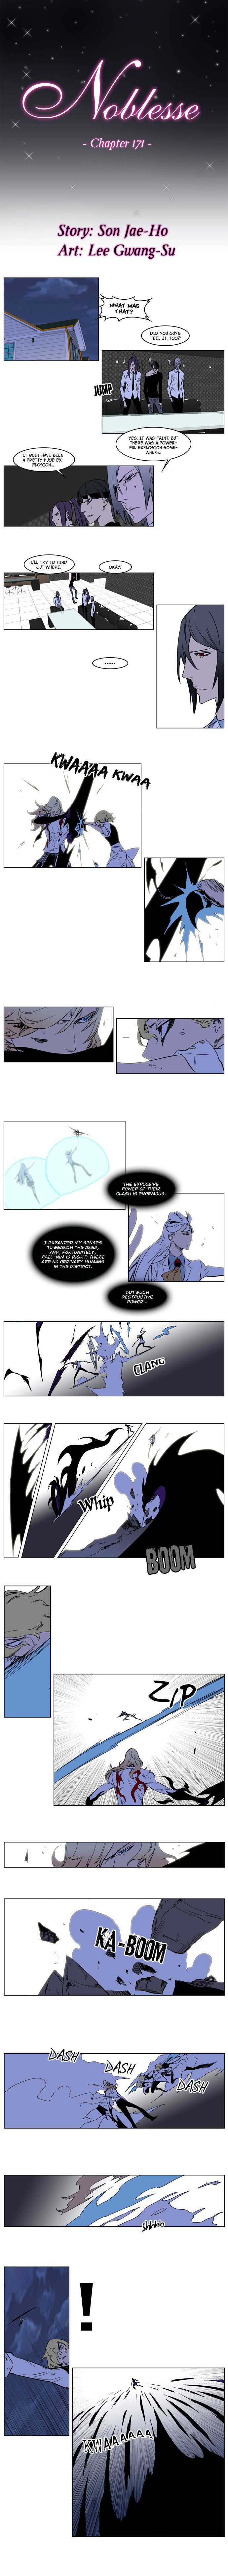 Noblesse
- Chapter 171 -
Story: Son Jae-Ho
Art: Lee Gwang-Su
WHAT WAS
THAT?
DID YOU GUYS
FEEL IT, TOO?
JUMP
YES. IT WAS FAINT, BUT
THERE WAS A POWER-
FUL EXPLOSION SOME-
WHERE.
IT MUST HAVE BEEN
A PRETTY HUGE EX-
PLOSION...
I'LL TRY TO FIND
OUT WHERE.
OKAY.
......
KWAAAA KWAA
THE EXPLOSIVE
POWER OF THEIR
CLASH IS ENORMOUS.
I EXPANDED MY SENSES
TO SEARCH THE AREA,
AND, FORTUNATELY,
RAEL-NIM IS RIGHT; THERE
ARE NO ORDINARY HUMANS
IN THE DISTRICT.
BUT SUCH
DESTRUCTIVE
POWER...
CLANG
Whip
BOOM
ZIP
KA-BOOM
DASH
DASH
DASH
Shhhh
!
KWAAAAAA